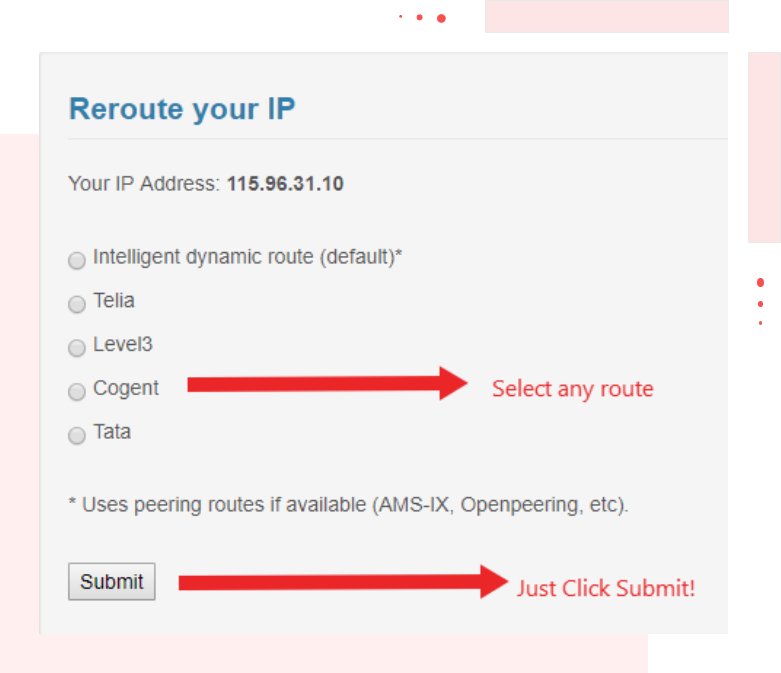 Reroute your IP
Your IP Address: 115.96.31.10
Intelligent dynamic route (default)*
Telia
Level3
Cogent
Select any route
Tata
* Uses peering routes if available (AMS-IX, Openpeering, etc).
Submit
Just Click Submit!